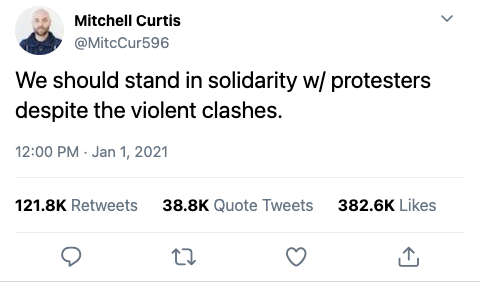 Mitchell Curtis
@MitcCur596
We should stand in solidarity w/ protesters
despite the violent clashes.
12:00 PM · Jan 1, 2021
121.8K Retweets 38.8K Quote Tweets 382.6K Likes